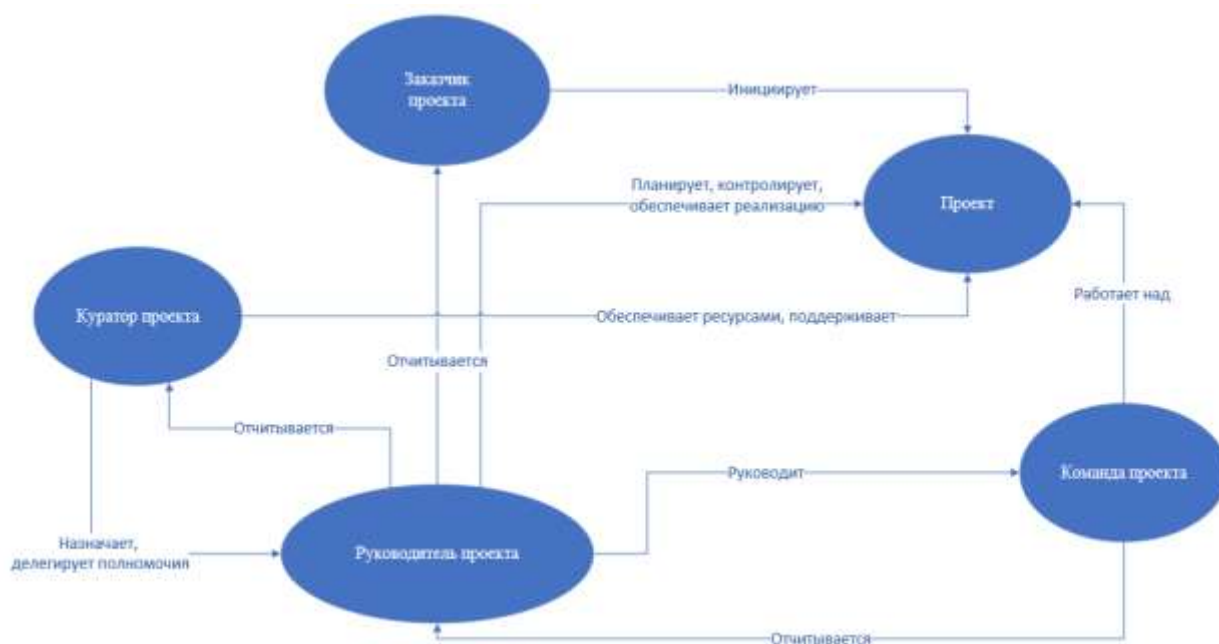 Заказчик
проекта
Инициирует
Планирует, контролирует,
обеспечивает реализацию
Проект
Куратор проекта
Обеспечивает ресурсами, поддерживает
Работает над
Отчитывается
Отчитывается
Руководит
Команда проекта
Назначает,
делегирует полномочия
Руководитель проекта
Отчитывается